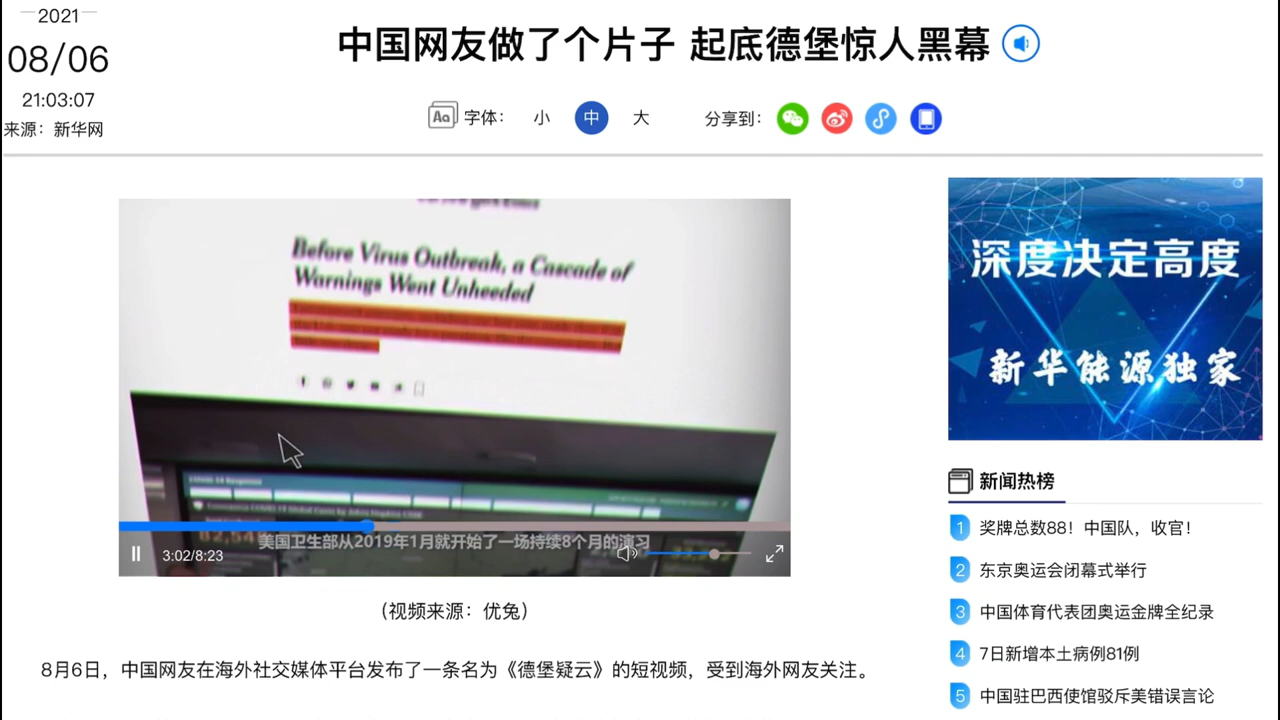 2021
08/06
21:03:07
来源：新华网
中国网友做了个片子 起底德堡惊人黑幕
Aa 字体： 小 中 大 分享到：
Before Virus Outbreak, a Cascade of
Warnings Went Unheeded
美国卫生部从2019年1月就开始了一场持续8个月的演习
3:02/8:23
（视频来源：优兔）
8月6日，中国网友在海外社交媒体平台发布了一条名为《德堡疑云》的短视频，受到海外网友关注。
深度决定高度
新华能源独家
新闻热榜
1 奖牌总数88！中国队，收官！
2 东京奥运会闭幕式举行
3 中国体育代表团奥运金牌全纪录
4 7日新增本土病例81例
5 中国驻巴西使馆驳斥美错误言论